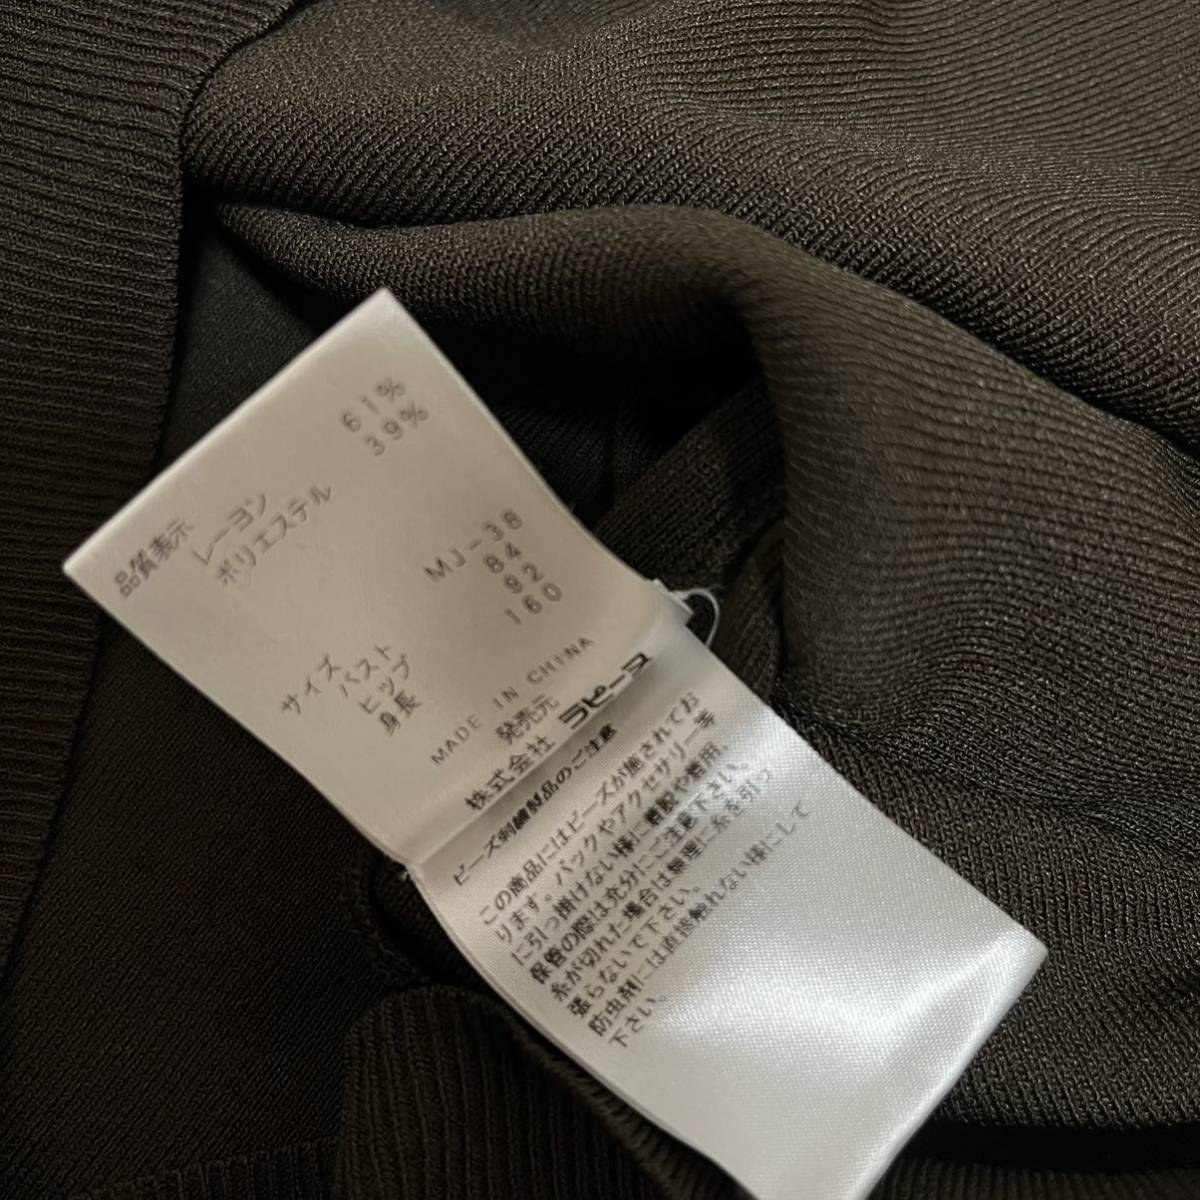 品質表示
レーヨン 61%
ポリエステル 39%
サイズ MJ-38
バスト 84
ヒップ 92
身長 160
MADE IN CHINA
発売元
株式会社 ラピーヌ
ビーズ刺繍製品のご注意
この商品にはビーズが施されてお
ります。バックやアクセサリー等
に引っ掛けない様に着脱や着用、
保管の際は充分にご注意下さい。
糸が切れた場合は無理に糸を引っ
張らないで下さい。
防虫剤には直接触れない様にして
下さい。